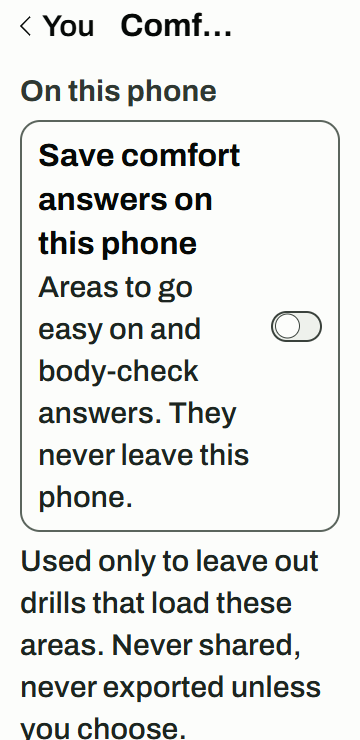 You Comf...
On this phone
Save comfort
answers on
this phone
Areas to go
easy on and
body-check
answers. They
never leave this
phone.
Used only to leave out
drills that load these
areas. Never shared,
never exported unless
you choose.